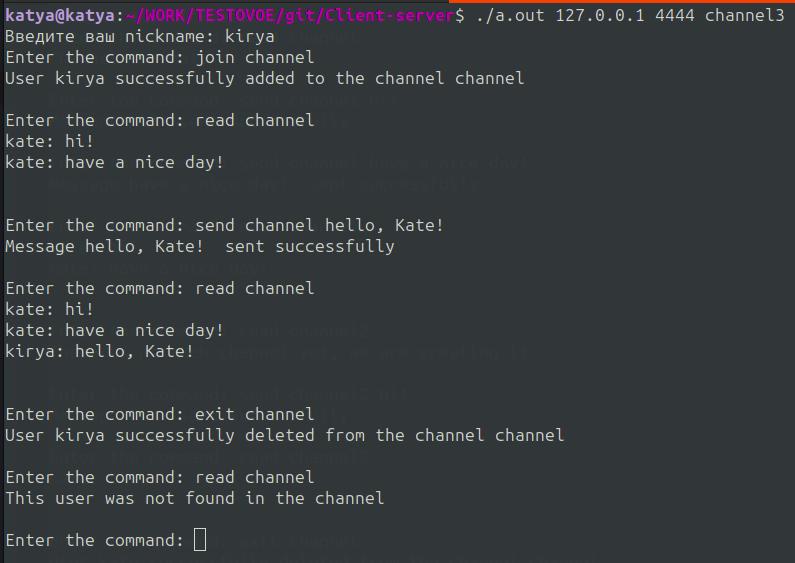 katya@katya:~/WORK/TESTOVOE/git/Client-server$ ./a.out 127.0.0.1 4444 channel3
Введите ваш nickname: kirya
Enter the command: join channel
User kirya successfully added to the channel channel
Enter the command: read channel
kate: hi!
kate: have a nice day!
Enter the command: send channel hello, Kate!
Message hello, Kate!  sent successfully
Enter the command: read channel
kate: hi!
kate: have a nice day!
kirya: hello, Kate!
Enter the command: exit channel
User kirya successfully deleted from the channel channel
Enter the command: read channel
This user was not found in the channel
Enter the command: